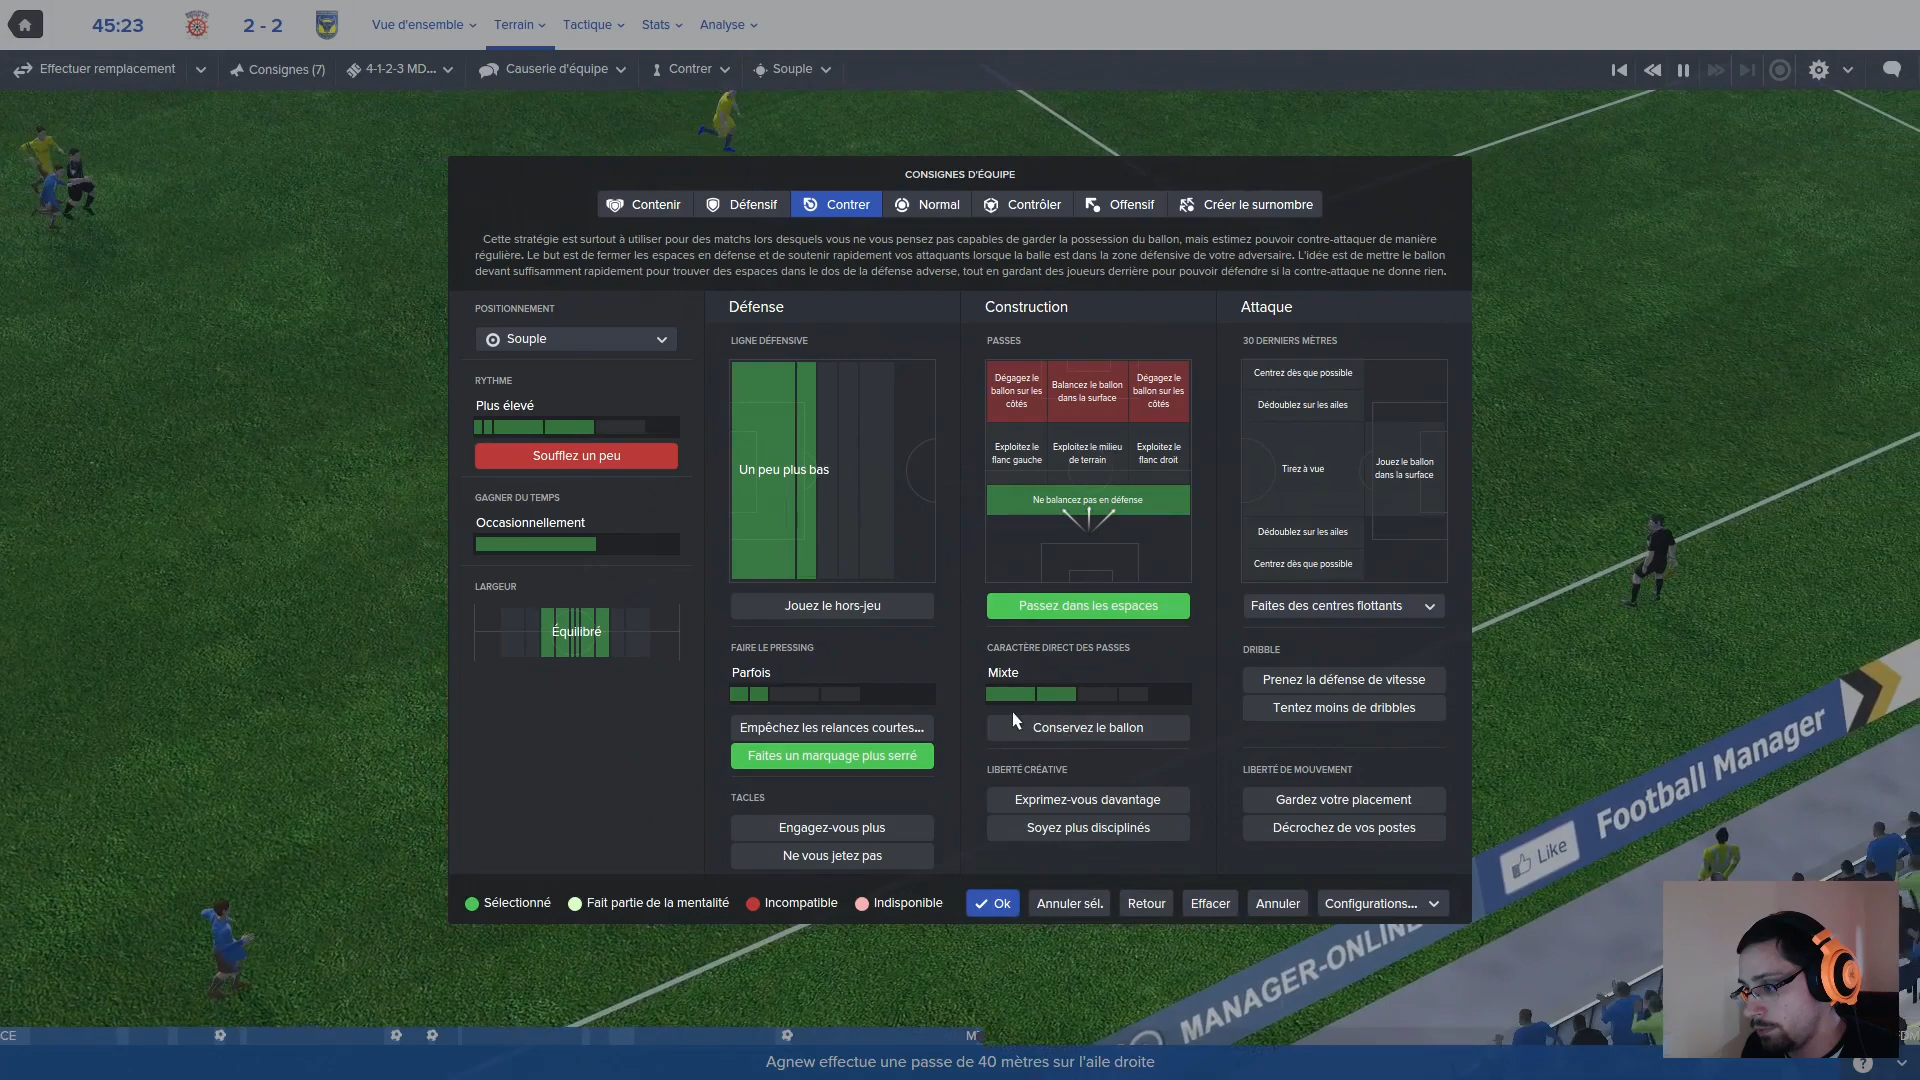 45:23
2 - 2
Vue d'ensemble
Terrain
Tactique
Stats
Analyse
Effectuer remplacement
Consignes (7)
4-1-2-3 MD...
Causerie d'équipe
Contrer
Souple
CONSIGNES D'ÉQUIPE
Contenir
Défensif
Contrer
Normal
Contrôler
Offensif
Créer le surnombre
Cette stratégie est surtout à utiliser pour des matchs lors desquels vous ne vous pensez pas capables de garder la possession du ballon, mais estimez pouvoir contre-attaquer de manière
régulière. Le but est de fermer les espaces en défense et de soutenir rapidement vos attaquants lorsque la balle est dans la zone défensive de votre adversaire. L'idée est de mettre le ballon
devant suffisamment rapidement pour trouver des espaces dans le dos de la défense adverse, tout en gardant des joueurs derrière pour pouvoir défendre si la contre-attaque ne donne rien.
POSITIONNEMENT
Souple
RYTHME
Plus élevé
Soufflez un peu
GAGNER DU TEMPS
Occasionnellement
LARGEUR
Équilibré
Défense
LIGNE DÉFENSIVE
Un peu plus bas
Jouez le hors-jeu
FAIRE LE PRESSING
Parfois
Empêchez les relances courtes...
Faites un marquage plus serré
TACLES
Engagez-vous plus
Ne vous jetez pas
Construction
PASSES
Dégagez le
ballon sur les
côtés
Balancez le ballon
dans la surface
Dégagez le
ballon sur les
côtés
Exploitez le
flanc gauche
Exploitez le milieu
de terrain
Exploitez le
flanc droit
Ne balancez pas en défense
Passez dans les espaces
CARACTÈRE DIRECT DES PASSES
Mixte
Conservez le ballon
LIBERTÉ CRÉATIVE
Exprimez-vous davantage
Soyez plus disciplinés
Attaque
30 DERNIERS MÈTRES
Centrez dès que possible
Dédoublez sur les ailes
Tirez à vue
Jouez le ballon
dans la surface
Dédoublez sur les ailes
Centrez dès que possible
Faites des centres flottants
DRIBBLE
Prenez la défense de vitesse
Tentez moins de dribbles
LIBERTÉ DE MOUVEMENT
Gardez votre placement
Décrochez de vos postes
Sélectionné
Fait partie de la mentalité
Incompatible
Indisponible
Ok
Annuler sél.
Retour
Effacer
Annuler
Configurations...
Like
Football Manager
MANAGER-ONLINE
CE
Agnew effectue une passe de 40 mètres sur l'aile droite
?